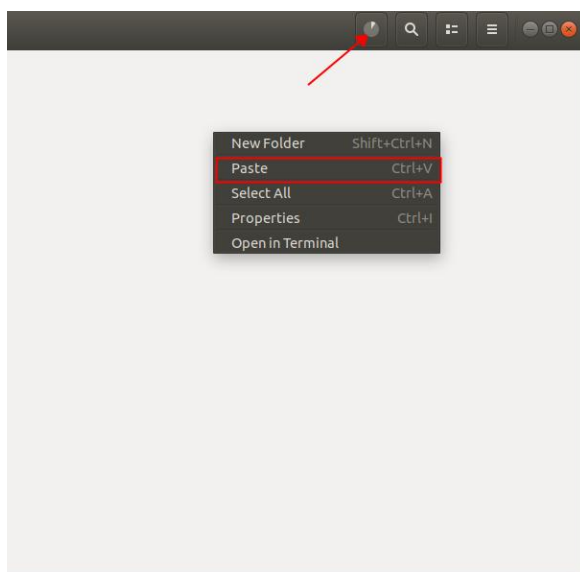 New Folder Shift+Ctrl+N
Paste Ctrl+V
Select All Ctrl+A
Properties Ctrl+I
Open in Terminal